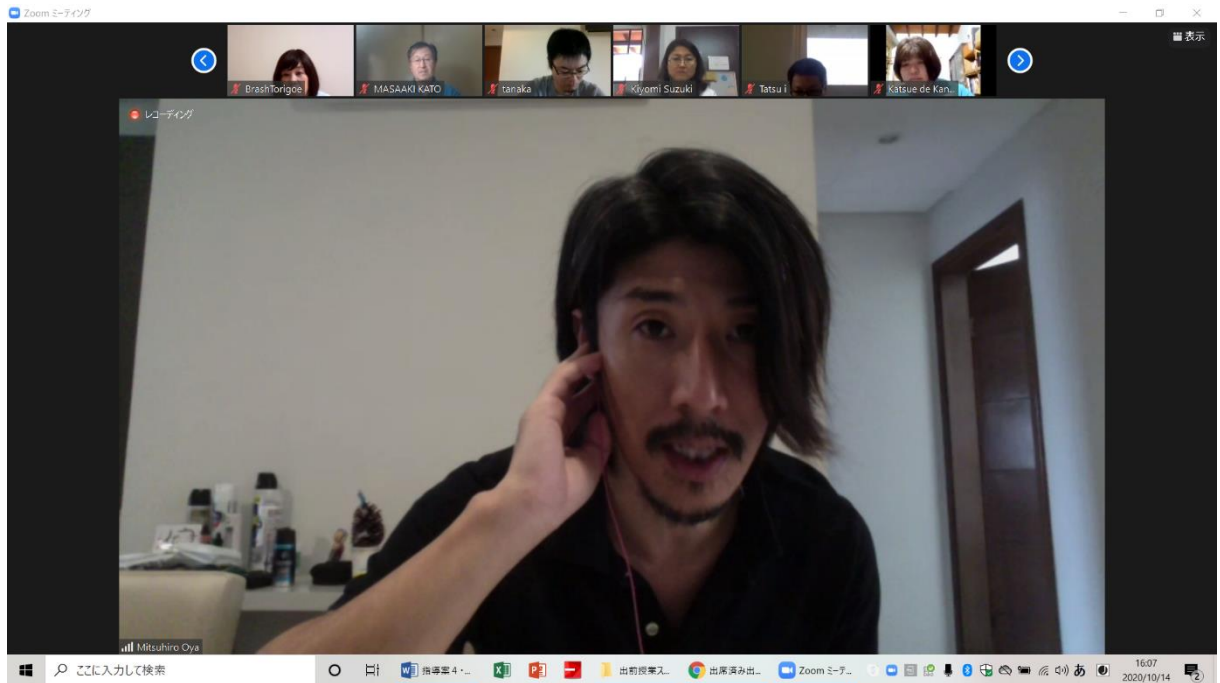 Zoom ミーティング
表示
BrashTorigoe
MASAAKI KATO
tanaka
Kiyomi Suzuki
Tatsu i
Katsue de Kan...
レコーディング
Mitsuhiro Oya
ここに入力して検索
指導案4・...
出前授業ス...
出席済み出...
Zoom ミーテ...
あ
16:07
2020/10/14
2